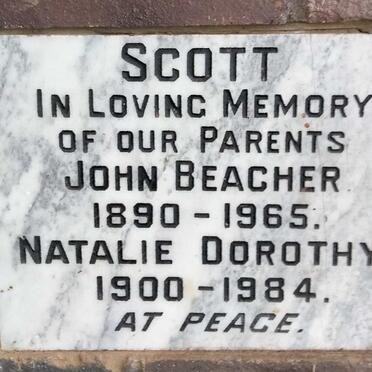 SCOTT
IN LOVING MEMORY
OF OUR PARENTS
JOHN BEACHER
1890 - 1965.
NATALIE DOROTHY
1900 - 1984.
AT PEACE.